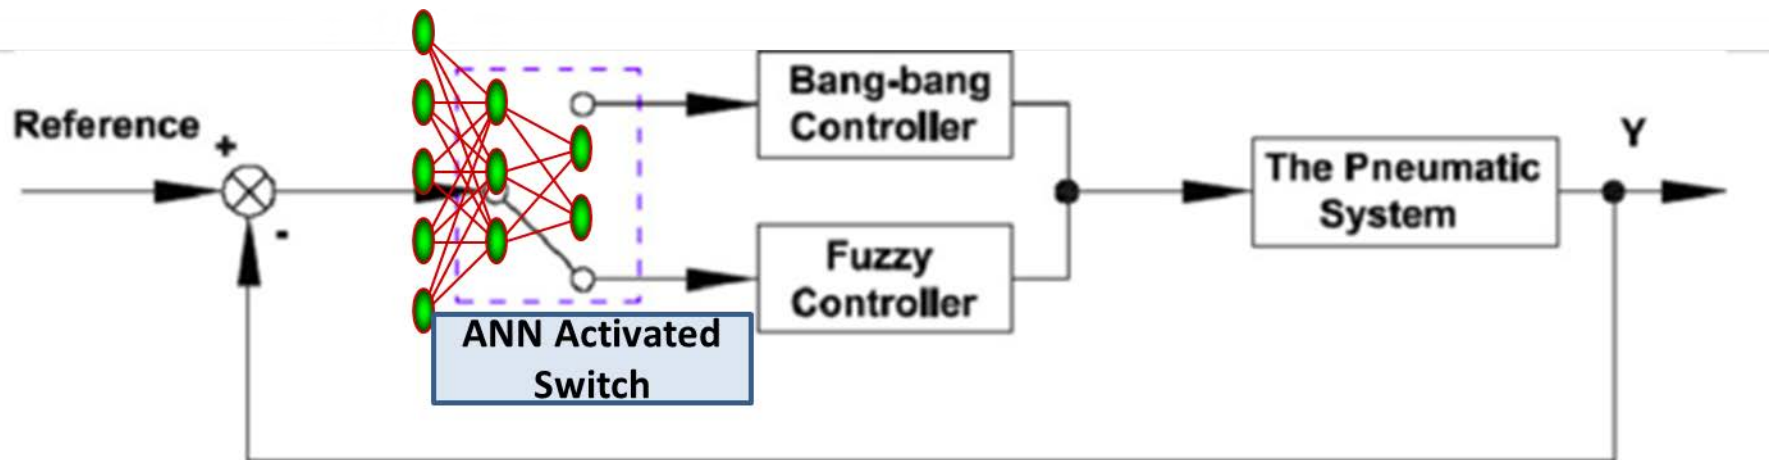 Reference
+
-
ANN Activated
Switch
Bang-bang
Controller
Fuzzy
Controller
The Pneumatic
System
Y